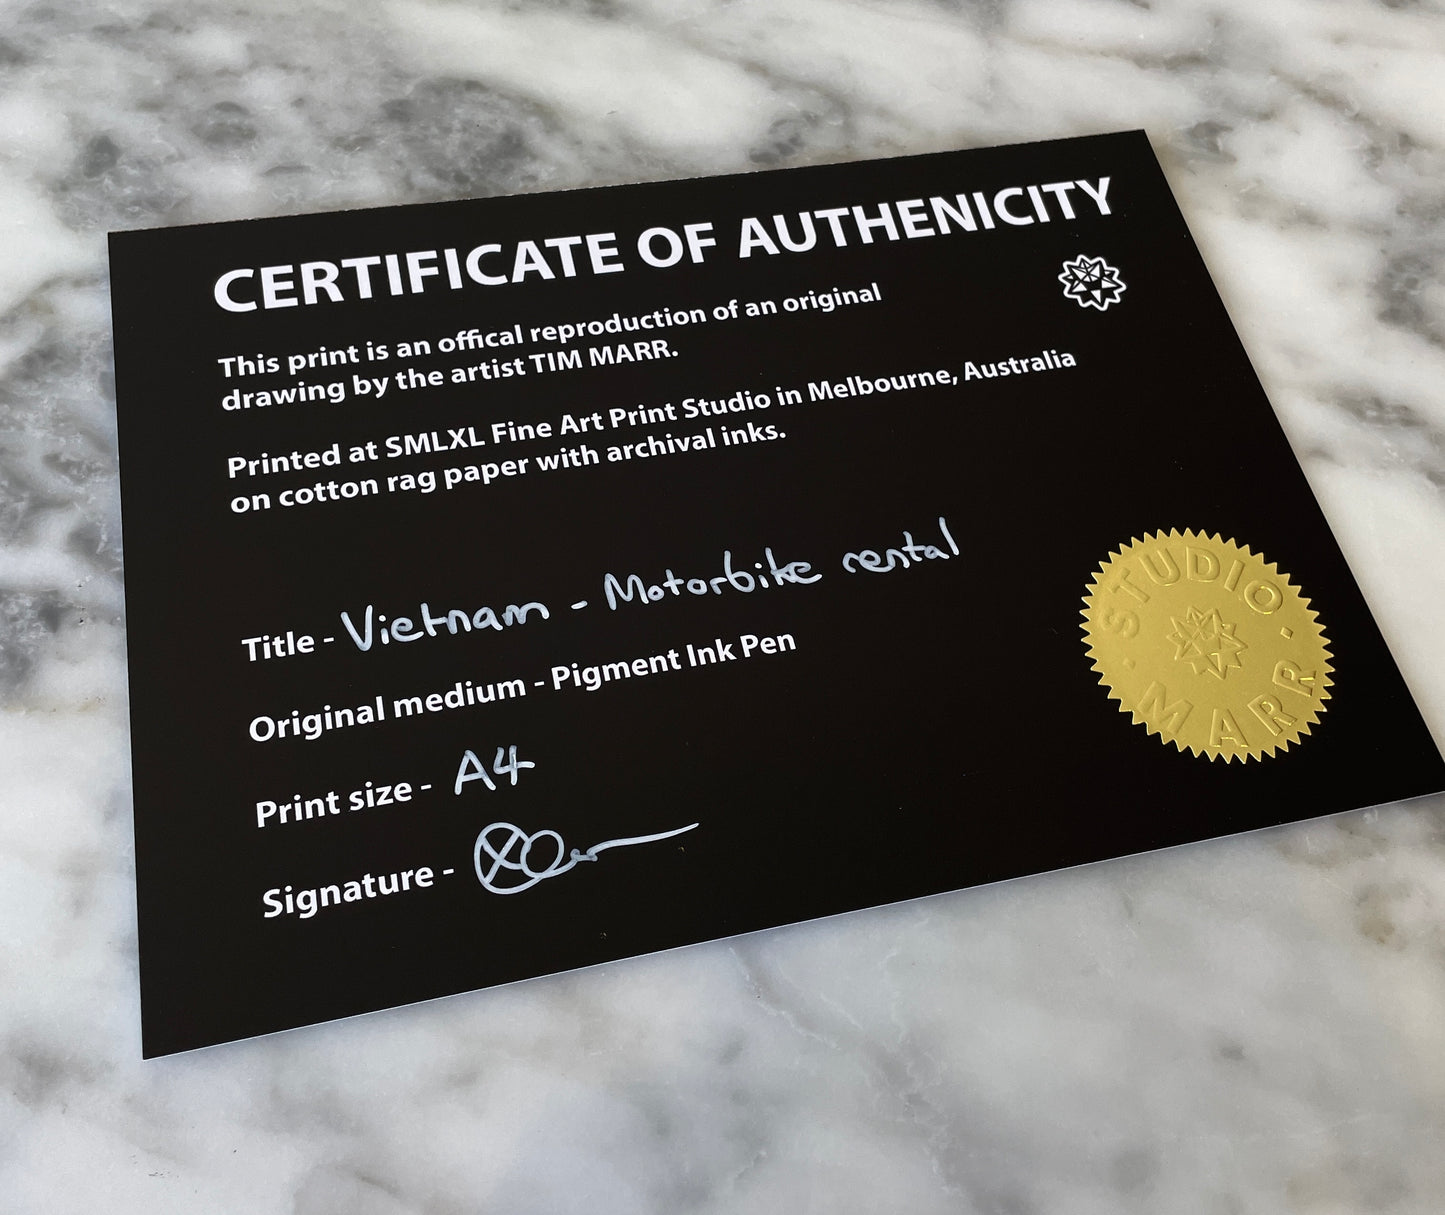 CERTIFICATE OF AUTHENICITY
This print is an offical reproduction of an original
drawing by the artist TIM MARR.
Printed at SMLXL Fine Art Print Studio in Melbourne, Australia
on cotton rag paper with archival inks.
Title - Vietnam - Motorbike rental
Original medium - Pigment Ink Pen
Print size - A4
Signature -
STUDIO
MARR